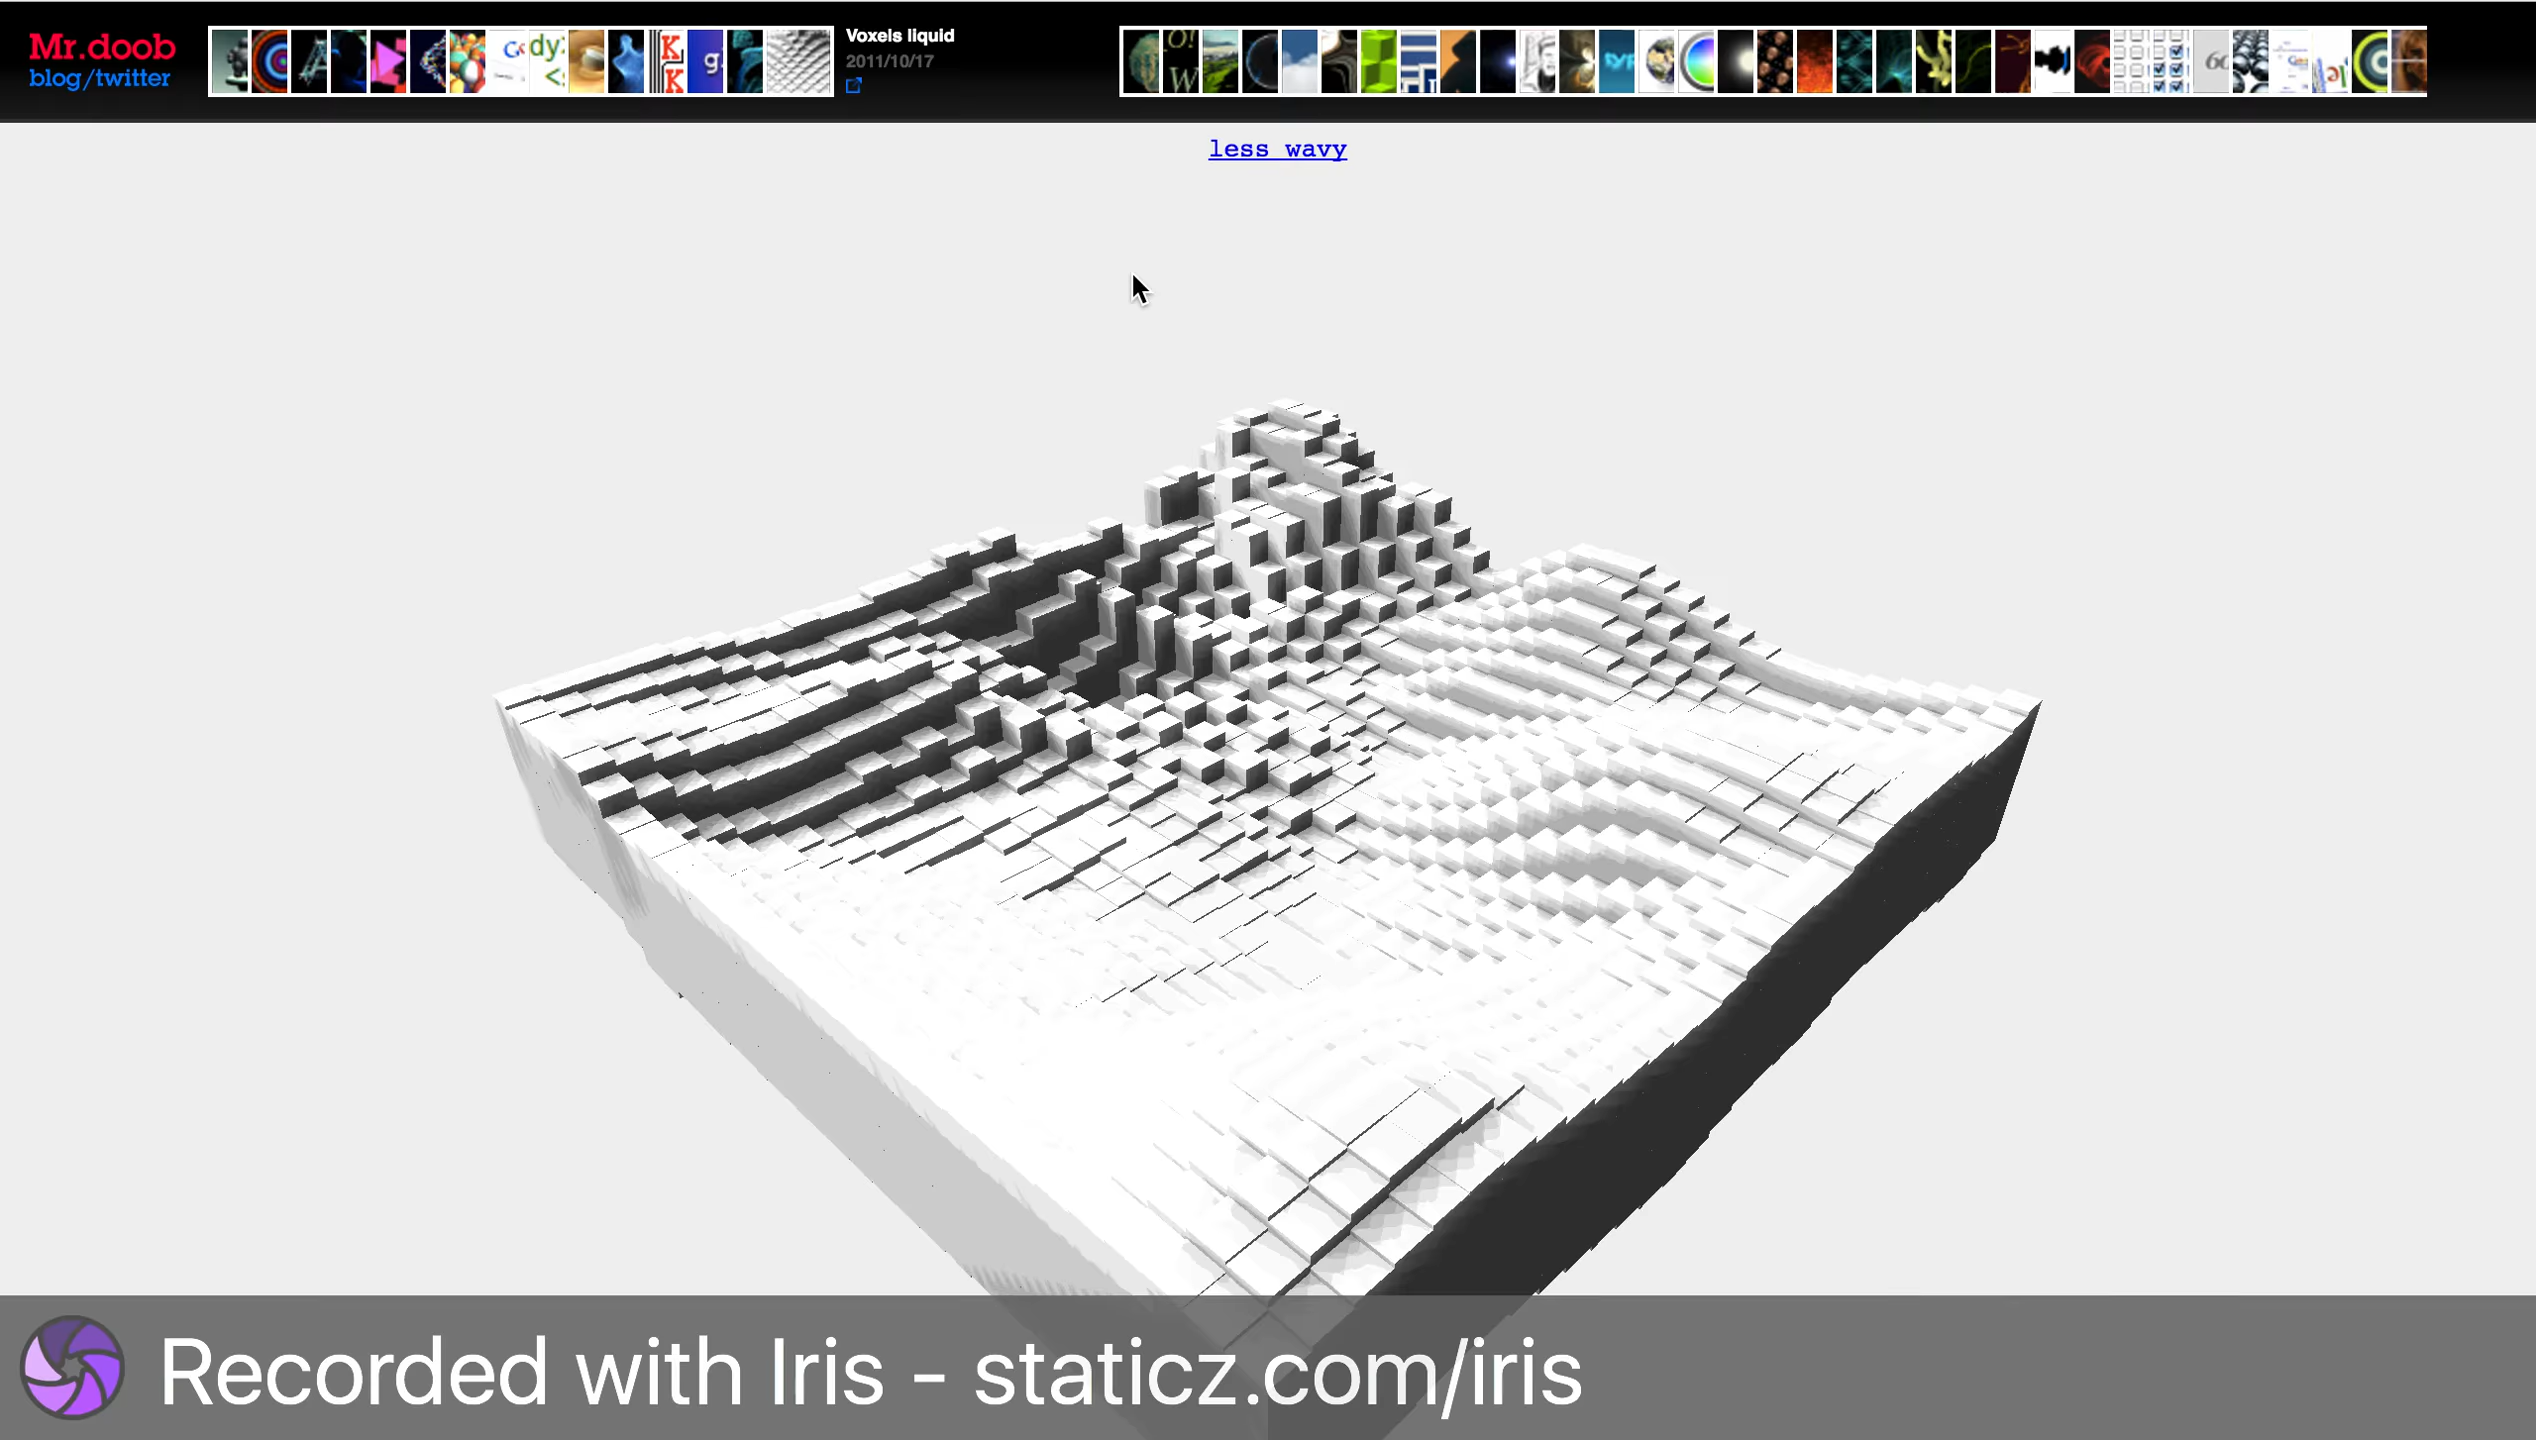 Mr.doob
blog/twitter
Voxels liquid
2011/10/17
less wavy
Recorded with Iris - staticz.com/iris